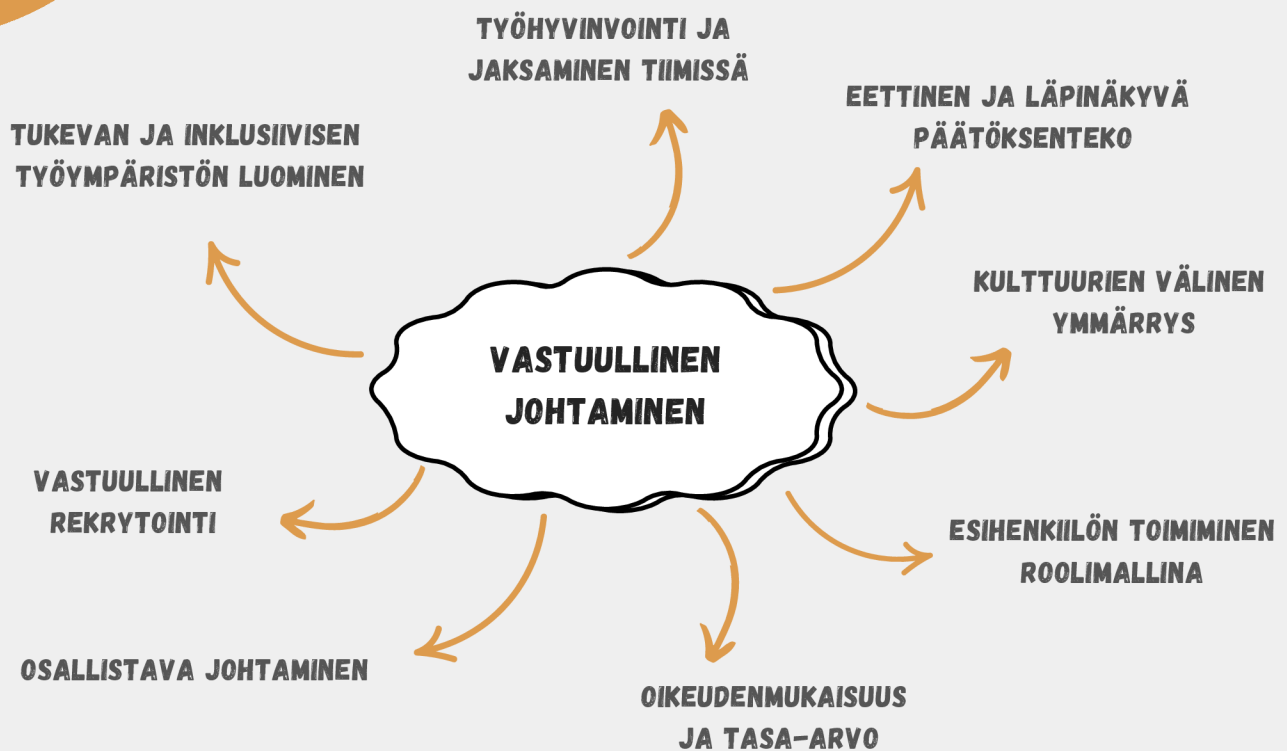 TYÖHYVINVOINTI JA
JAKSAMINEN TIIMISSÄ
EETTINEN JA LÄPINÄKYVÄ
PÄÄTÖKSENTEKO
TUKEVAN JA INKLUSIIVISEN
TYÖYMPÄRISTÖN LUOMINEN
KULTTUURIEN VÄLINEN
YMMÄRRYS
VASTUULLINEN
JOHTAMINEN
VASTUULLINEN
REKRYTOINTI
ESIHENKIILÖN TOIMIMINEN
ROOLIMALLINA
OSALLISTAVA JOHTAMINEN
OIKEUDENMUKAISUUS
JA TASA-ARVO